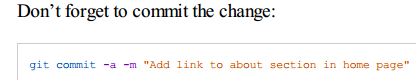 Don’t forget to commit the change:
git commit -a -m "Add link to about section in home page"